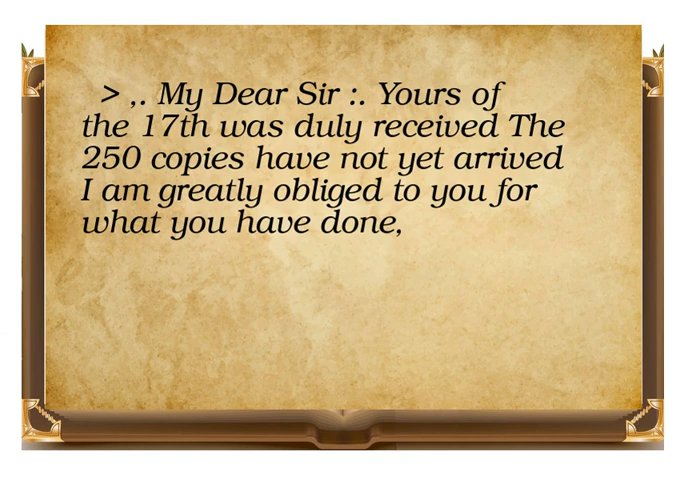 > ,. My Dear Sir :. Yours of
the 17th was duly received The
250 copies have not yet arrived
I am greatly obliged to you for
what you have done,